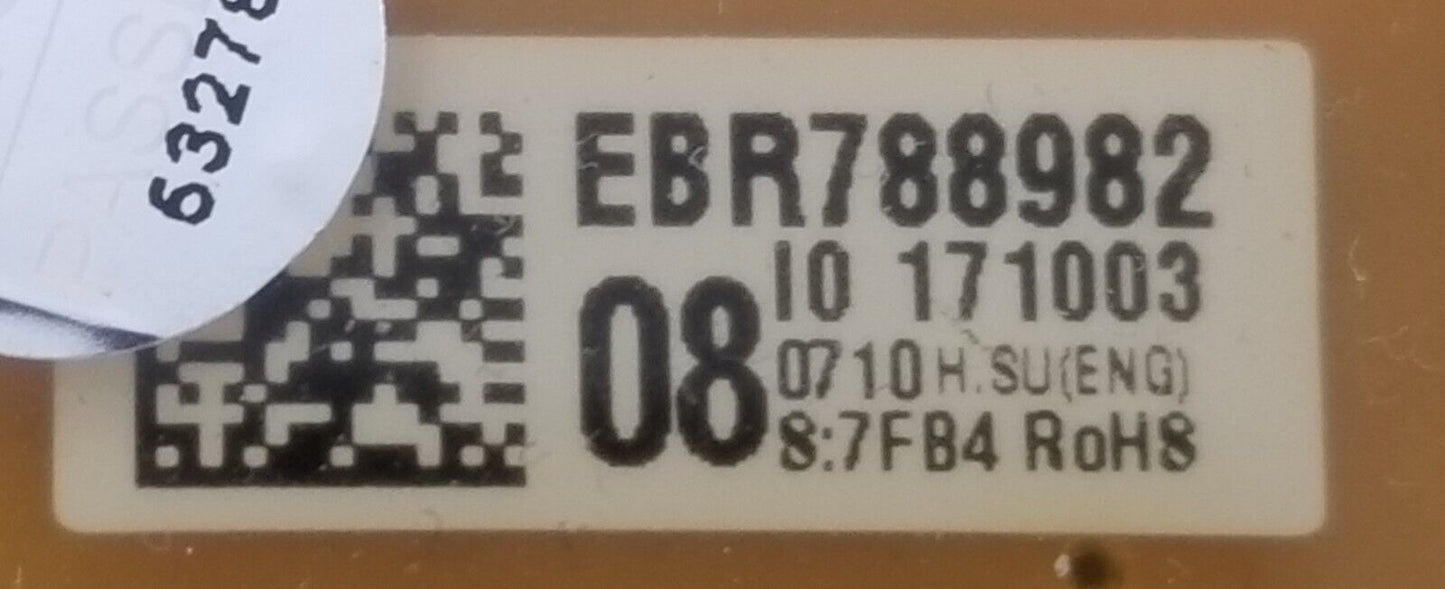 63278
EBR788982
08
10 171003
0710 H.SU(ENG)
8:7FB4 RoHS